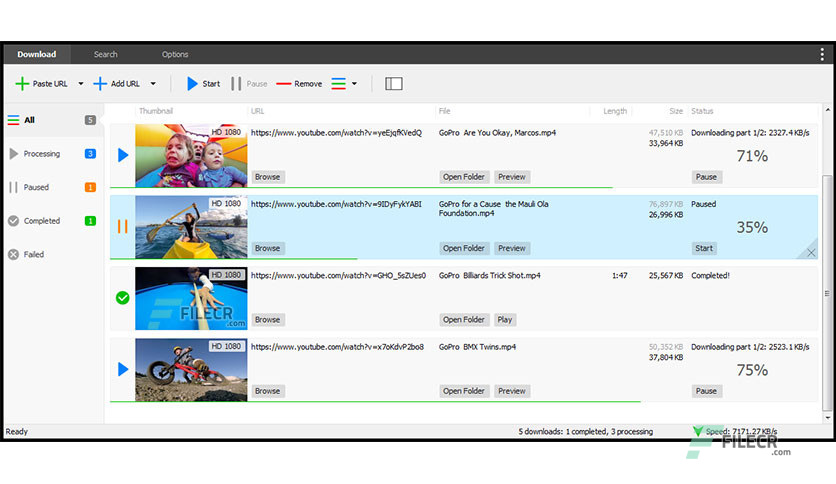 Download Search Options
Paste URL Add URL Start Pause Remove
Thumbnail URL File Length Size Status
All 5
Processing 3
Paused 1
Completed 1
Failed
HD 1080 https://www.youtube.com/watch?v=yeEjqfKVedQ GoPro Are You Okay, Marcos.mp4 47,510 KB Downloading part 1/2: 2327.4 KB/s
33,964 KB
71%
Browse Open Folder Preview Pause
HD 1080 https://www.youtube.com/watch?v=9IDyFykYABI GoPro for a Cause the Mauli Ola 76,897 KB Paused
Foundation.mp4 26,996 KB
35%
Browse Open Folder Preview Start
HD 1080 https://www.youtube.com/watch?v=GHO_5sZUes0 GoPro Billiards Trick Shot.mp4 1:47 25,567 KB Completed!
FILECR
.com
Browse Open Folder Play
HD 1080 https://www.youtube.com/watch?v=x7oKdvP2bo8 GoPro BMX Twins.mp4 50,352 KB Downloading part 1/2: 2523.1 KB/s
37,804 KB
75%
Browse Open Folder Preview Pause
Ready 5 downloads: 1 completed, 3 processing Speed: 7171.27 KB/s
FILECR
.com